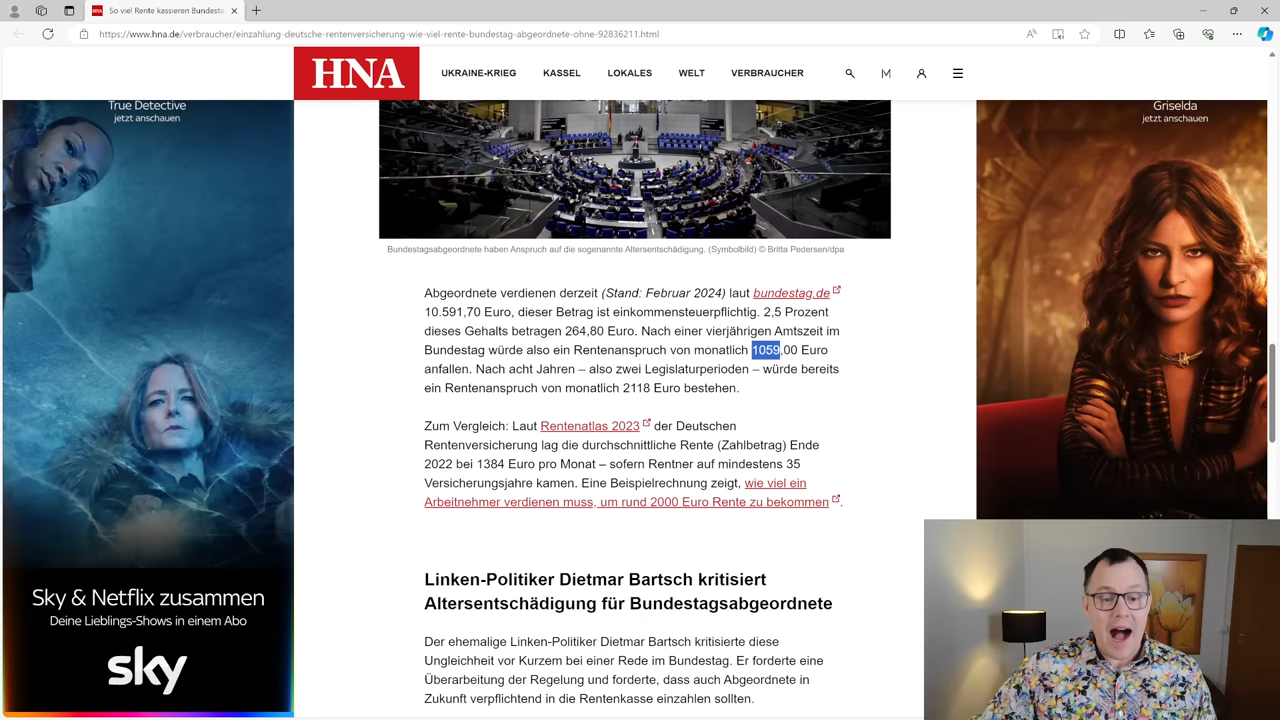 So viel Rente kassieren Bundesta
https://www.hna.de/verbraucher/einzahlung-deutsche-rentenversicherung-wie-viel-rente-bundestag-abgeordnete-ohne-92836211.html
HNA
UKRAINE-KRIEG KASSEL LOKALES WELT VERBRAUCHER
True Detective
jetzt anschauen
Griselda
jetzt anschauen
Bundestagsabgeordnete haben Anspruch auf die sogenannte Altersentschädigung. (Symbolbild) © Britta Pedersen/dpa
Abgeordnete verdienen derzeit (Stand: Februar 2024) laut bundestag.de
10.591,70 Euro, dieser Betrag ist einkommensteuerpflichtig. 2,5 Prozent
dieses Gehalts betragen 264,80 Euro. Nach einer vierjährigen Amtszeit im
Bundestag würde also ein Rentenanspruch von monatlich 1059,00 Euro
anfallen. Nach acht Jahren – also zwei Legislaturperioden – würde bereits
ein Rentenanspruch von monatlich 2118 Euro bestehen.
Zum Vergleich: Laut Rentenatlas 2023 der Deutschen
Rentenversicherung lag die durchschnittliche Rente (Zahlbetrag) Ende
2022 bei 1384 Euro pro Monat – sofern Rentner auf mindestens 35
Versicherungsjahre kamen. Eine Beispielrechnung zeigt, wie viel ein
Arbeitnehmer verdienen muss, um rund 2000 Euro Rente zu bekommen.
Linken-Politiker Dietmar Bartsch kritisiert
Altersentschädigung für Bundestagsabgeordnete
Der ehemalige Linken-Politiker Dietmar Bartsch kritisierte diese
Ungleichheit vor Kurzem bei einer Rede im Bundestag. Er forderte eine
Überarbeitung der Regelung und forderte, dass auch Abgeordnete in
Zukunft verpflichtend in die Rentenkasse einzahlen sollten.
Sky & Netflix zusammen
Deine Lieblings-Shows in einem Abo
sky